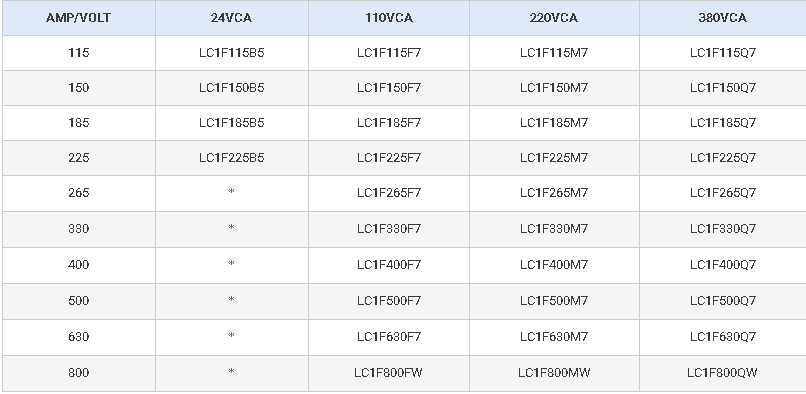 AMP/VOLT 24VCA 110VCA 220VCA 380VCA
115 LC1F115B5 LC1F115F7 LC1F115M7 LC1F115Q7
150 LC1F150B5 LC1F150F7 LC1F150M7 LC1F150Q7
185 LC1F185B5 LC1F185F7 LC1F185M7 LC1F185Q7
225 LC1F225B5 LC1F225F7 LC1F225M7 LC1F225Q7
265 * LC1F265F7 LC1F265M7 LC1F265Q7
330 * LC1F330F7 LC1F330M7 LC1F330Q7
400 * LC1F400F7 LC1F400M7 LC1F400Q7
500 * LC1F500F7 LC1F500M7 LC1F500Q7
630 * LC1F630F7 LC1F630M7 LC1F630Q7
800 * LC1F800FW LC1F800MW LC1F800QW